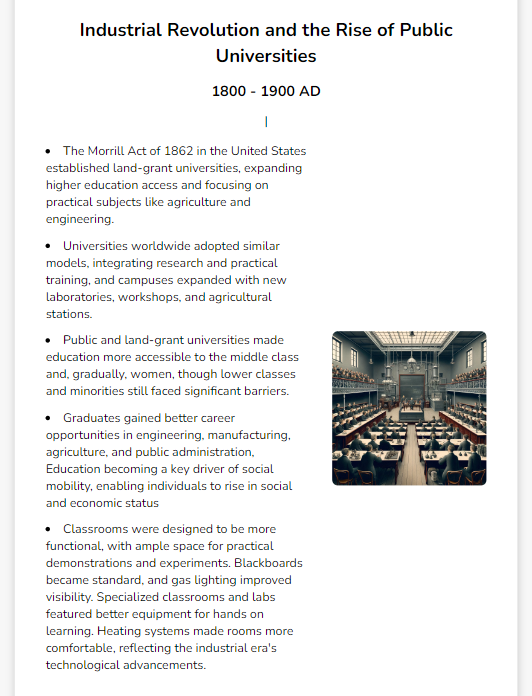 Industrial Revolution and the Rise of Public
Universities
1800 - 1900 AD
|
• The Morrill Act of 1862 in the United States
established land-grant universities, expanding
higher education access and focusing on
practical subjects like agriculture and
engineering.
• Universities worldwide adopted similar
models, integrating research and practical
training, and campuses expanded with new
laboratories, workshops, and agricultural
stations.
• Public and land-grant universities made
education more accessible to the middle class
and, gradually, women, though lower classes
and minorities still faced significant barriers.
• Graduates gained better career
opportunities in engineering, manufacturing,
agriculture, and public administration,
Education becoming a key driver of social
mobility, enabling individuals to rise in social
and economic status
• Classrooms were designed to be more
functional, with ample space for practical
demonstrations and experiments. Blackboards
became standard, and gas lighting improved
visibility. Specialized classrooms and labs
featured better equipment for hands on
learning. Heating systems made rooms more
comfortable, reflecting the industrial era's
technological advancements.